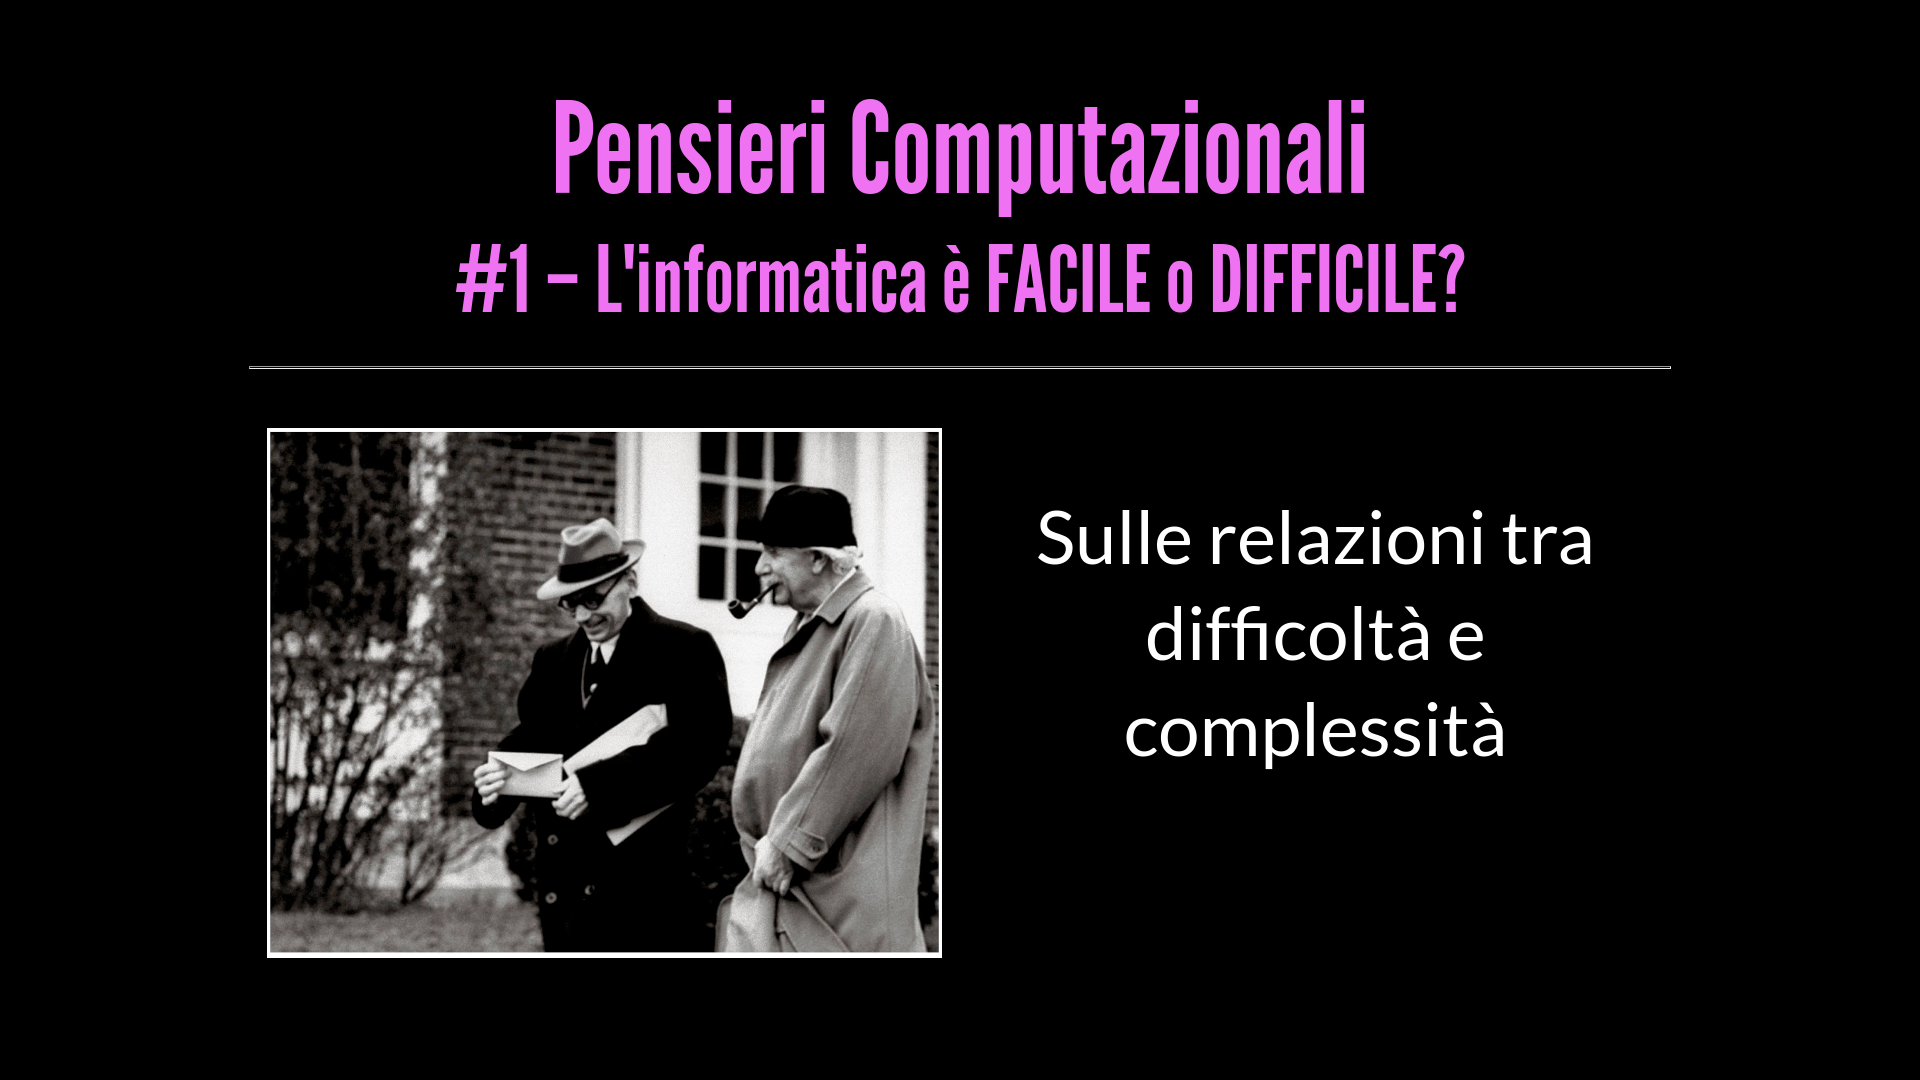 Pensieri Computazionali
#1 – L'informatica è FACILE o DIFFICILE?
Sulle relazioni tra
difficoltà e
complessità